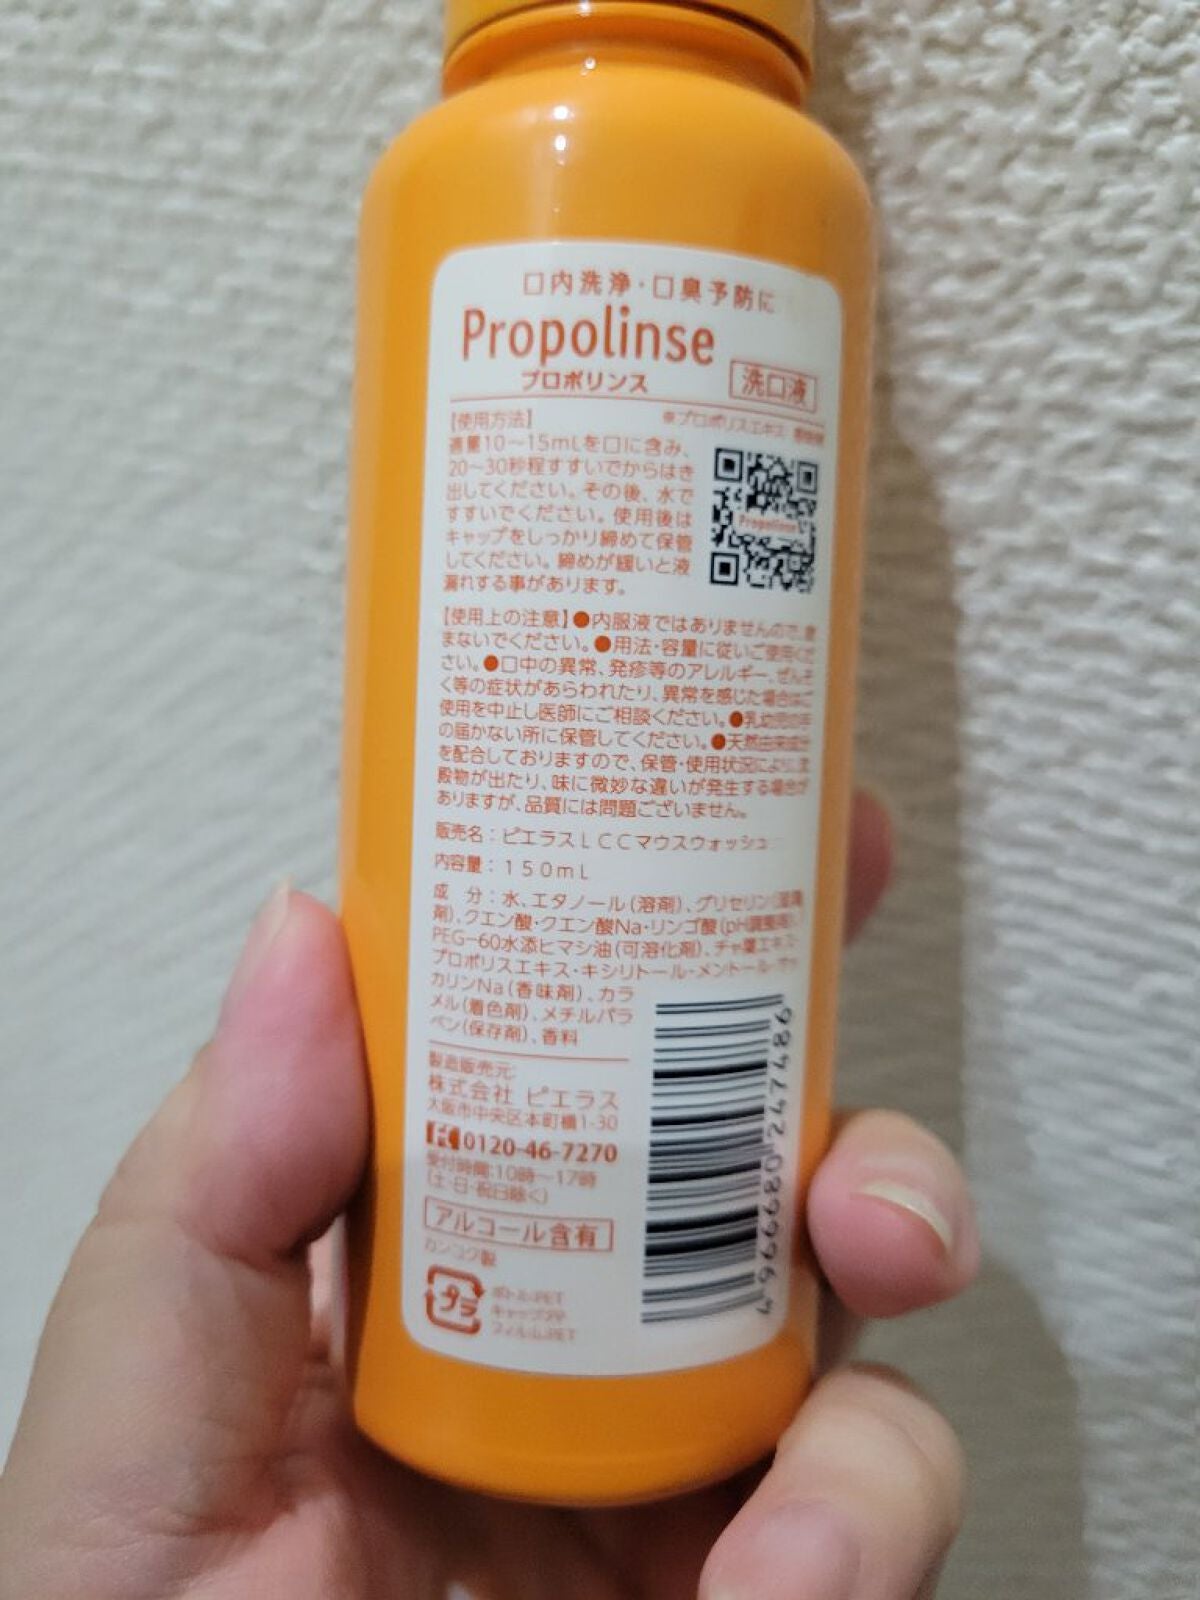 口内洗浄・口臭予防に
Propolinse
プロポリンス
洗口液
※プロポリスエキス
【使用方法】
適量10〜15mLを口に含み、
20〜30秒程すすいでからはき
出してください。その後、水で
すすいでください。使用後は
キャップをしっかり締めて保管
してください。締めが緩いと液
漏れする事があります。
Propolinse
【使用上の注意】●内服液ではありませんので、飲
まないでください。●用法・容量に従いご使用くだ
さい。●口中の異常、発疹等のアレルギー、ぜんそ
く等の症状があらわれたり、異常を感じた場合はご
使用を中止し医師にご相談ください。●乳幼児の手
の届かない所に保管してください。●天然由来成分
を配合しておりますので、保管・使用状況により沈
殿物が出たり、味に微妙な違いが発生する場合が
ありますが、品質には問題ございません。
販売名：ピエラスLCCマウスウォッシュ
内容量：150mL
成 分：水、エタノール(溶剤)、グリセリン(湿潤
剤)、クエン酸・クエン酸Na・リンゴ酸(pH調整剤)、
PEG-60水添ヒマシ油(可溶化剤)、チャ葉エキス・
プロポリスエキス・キシリトール・メントール・サッ
カリンNa(香味剤)、カラ
メル(着色剤)、メチルパラ
ベン(保存剤)、香料
製造販売元:
株式会社 ピエラス
大阪市中央区本町橋1-30
0120-46-7270
受付時間:10時〜17時
(土・日・祝日除く)
アルコール含有
カンコク製
プラ
ボトル:PET
キャップ:PP
フィルム:PET